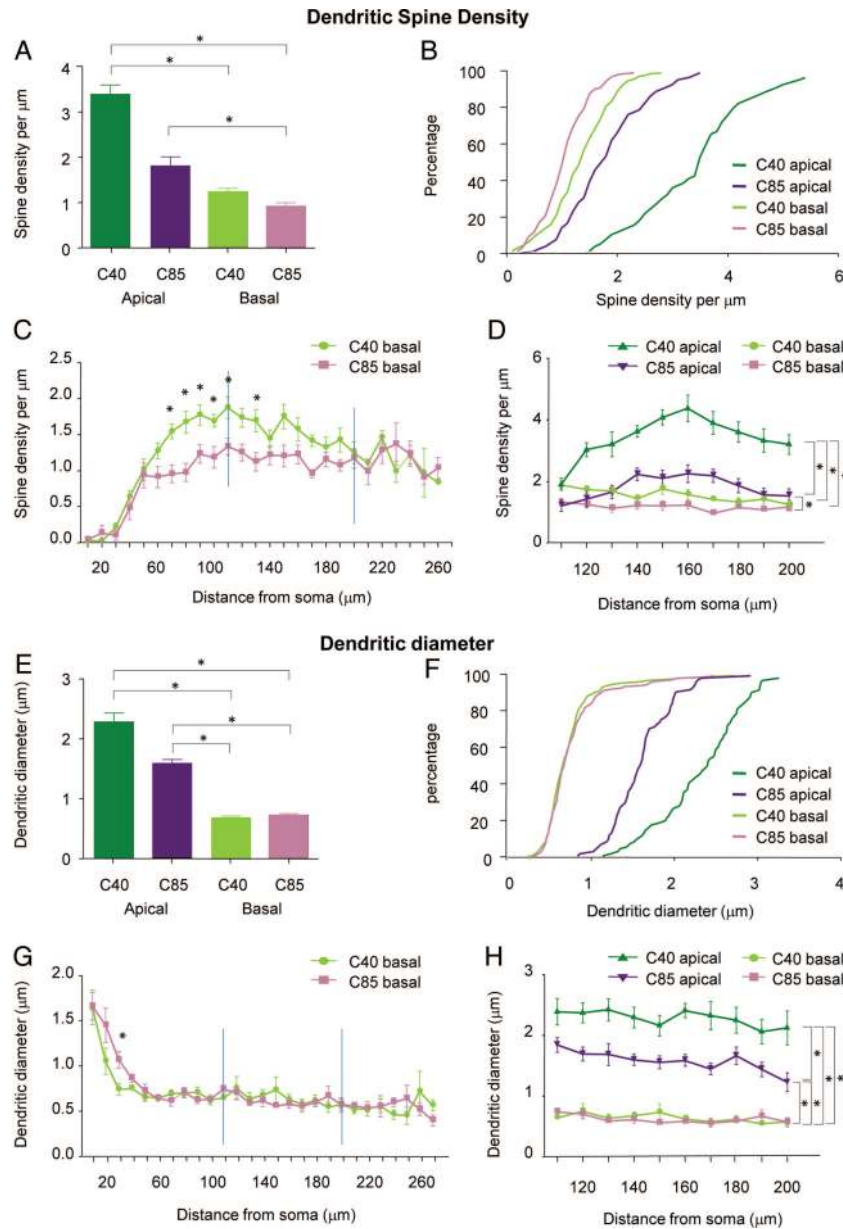 Dendritic Spine Density
A
Spine density per μm
4
3
2
1
0
* 
*
*
C40 C85 C40 C85
Apical Basal
B
Percentage
100
80
60
40
20
0
0 2 4 6
Spine density per μm
C40 apical
C85 apical
C40 basal
C85 basal
C
Spine density per μm
2.5
2.0
1.5
1.0
0.5
0.0
* * * * * *
C40 basal
C85 basal
20 60 100 140 180 220 260
Distance from soma (μm)
D
Spine density per μm
6
4
2
0
C40 apical C40 basal
C85 apical C85 basal
* * * *
120 140 160 180 200
Distance from soma (μm)
Dendritic diameter
E
Dendritic diameter (μm)
3
2
1
0
*
*
*
*
C40 C85 C40 C85
Apical Basal
F
percentage
100
80
60
40
20
0
0 1 2 3 4
Dendritic diameter (μm)
C40 apical
C85 apical
C40 basal
C85 basal
G
Dendritic diameter (μm)
2.0
1.5
1.0
0.5
0.0
*
C40 basal
C85 basal
20 60 100 140 180 220 260
Distance from soma (μm)
H
Dendritic diameter (μm)
3
2
1
0
C40 apical C40 basal
C85 apical C85 basal
* * *
* *
120 140 160 180 200
Distance from soma (μm)